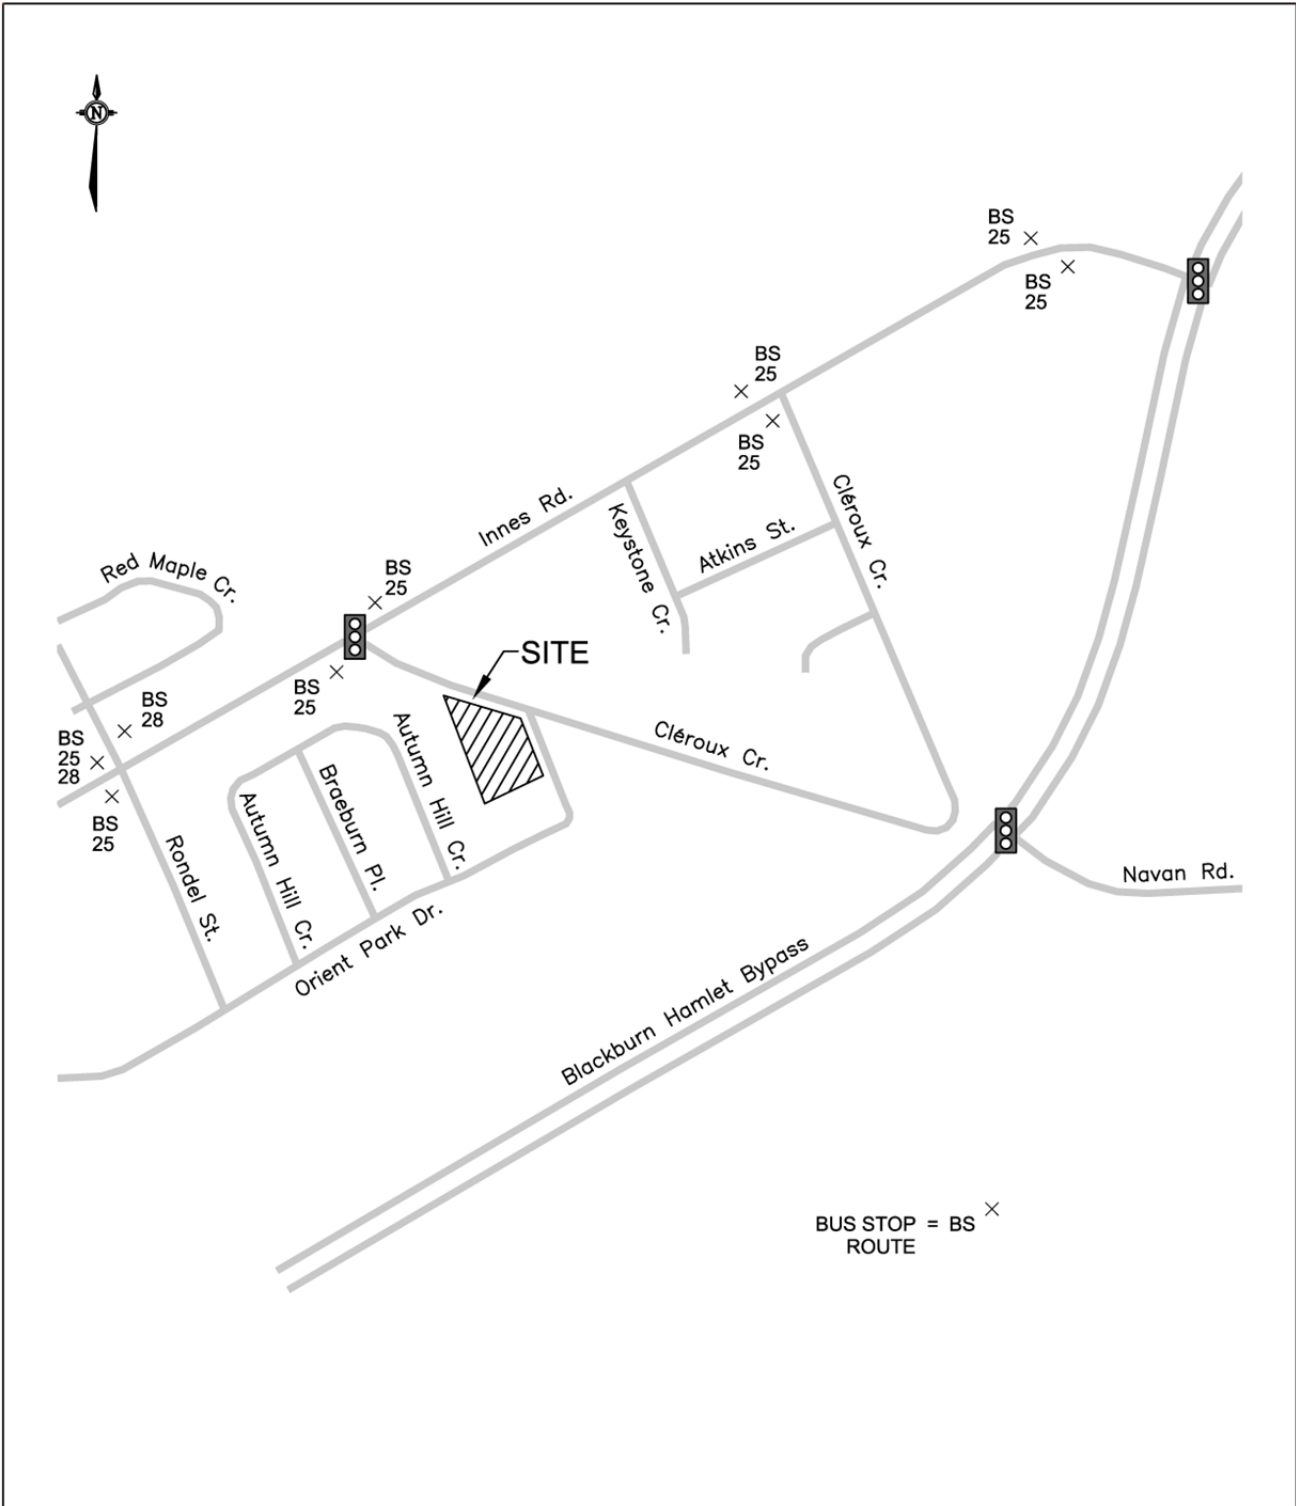 N
BS
25
BS
25
BS
25
BS
25
Innes Rd.
Cléroux Cr.
Keystone Cr.
Atkins St.
Red Maple Cr.
BS
25
SITE
BS
25
BS
28
BS
25
28
BS
25
Autumn Hill Cr.
Cléroux Cr.
Braeburn Pl.
Autumn Hill Cr.
Rondel St.
Orient Park Dr.
Navan Rd.
Blackburn Hamlet Bypass
BUS STOP = BS
ROUTE